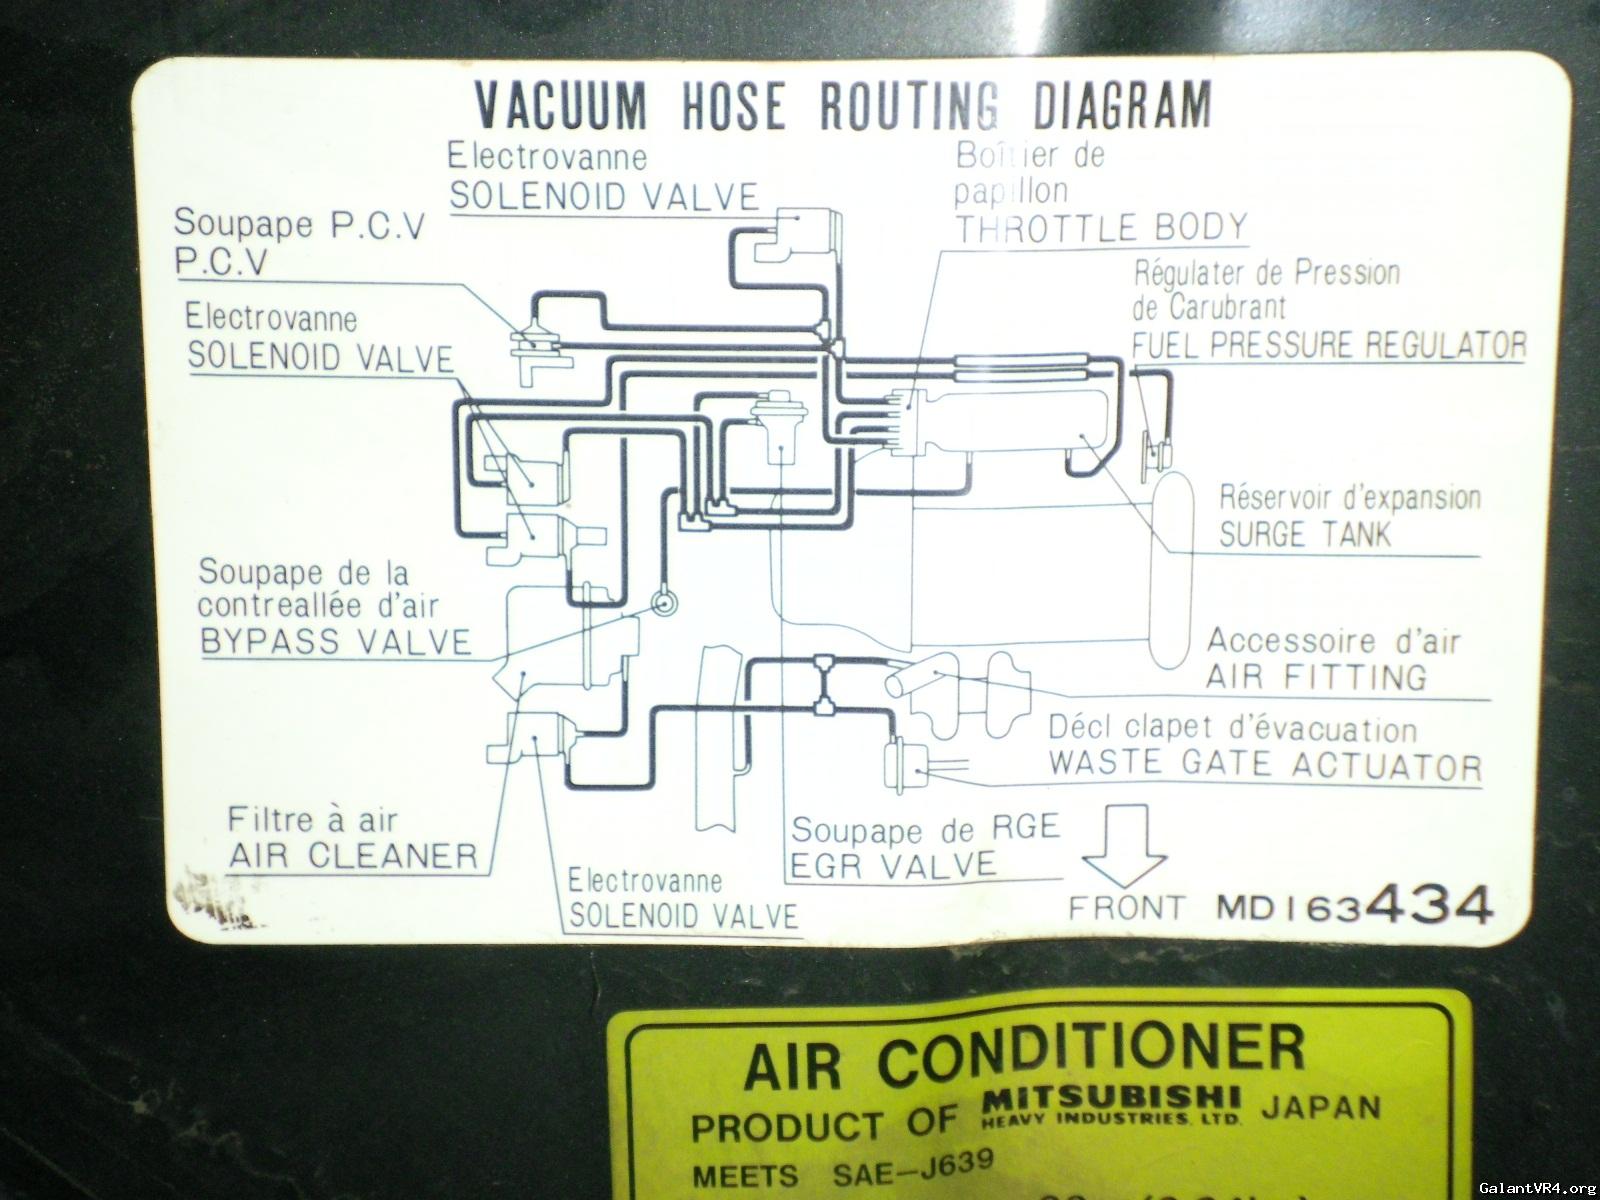 VACUUM HOSE ROUTING DIAGRAM
Electrovanne
SOLENOID VALVE
Boîtier de
papillon
THROTTLE BODY
Soupape P.C.V
P.C.V
Régulater de Pression
de Carubrant
FUEL PRESSURE REGULATOR
Electrovanne
SOLENOID VALVE
Réservoir d'expansion
SURGE TANK
Soupape de la
contreallée d'air
BYPASS VALVE
Accessoire d'air
AIR FITTING
Décl clapet d'évacuation
WASTE GATE ACTUATOR
Filtre à air
AIR CLEANER
Soupape de RGE
EGR VALVE
Electrovanne
SOLENOID VALVE
FRONT MD163434
AIR CONDITIONER
PRODUCT OF MITSUBISHI HEAVY INDUSTRIES, LTD. JAPAN
MEETS SAE-J639
GalantVR4.org